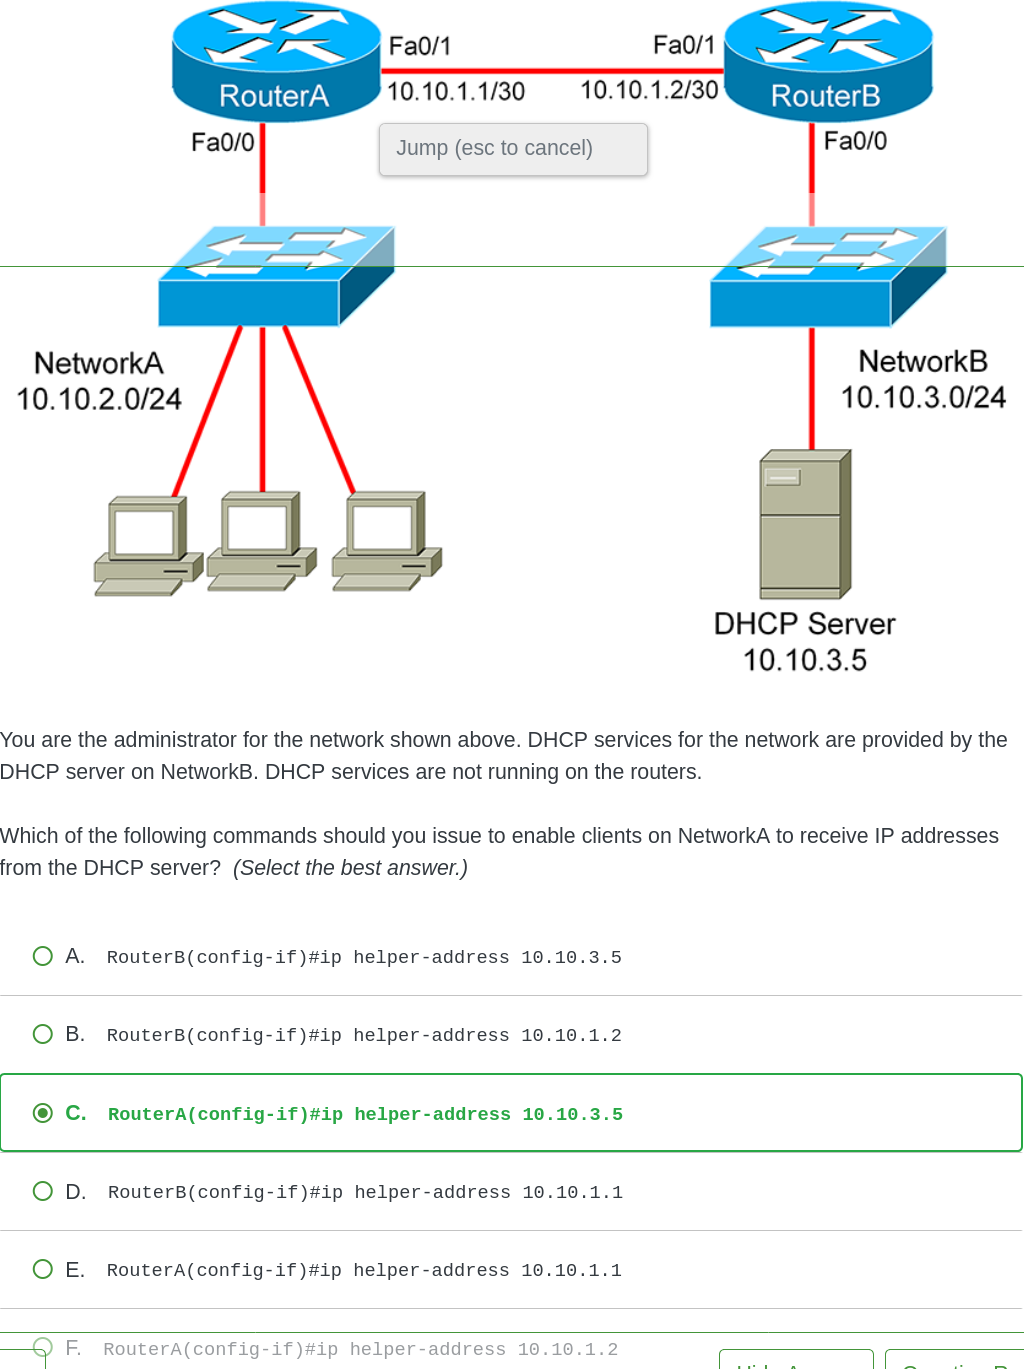 Fa0/1
Fa0/1
RouterA
10.10.1.1/30
10.10.1.2/30
RouterB
Fa0/0
Jump (esc to cancel)
Fa0/0
NetworkA
10.10.2.0/24
NetworkB
10.10.3.0/24
DHCP Server
10.10.3.5
You are the administrator for the network shown above. DHCP services for the network are provided by the
DHCP server on NetworkB. DHCP services are not running on the routers.
Which of the following commands should you issue to enable clients on NetworkA to receive IP addresses
from the DHCP server? (Select the best answer.)
A. RouterB(config-if)#ip helper-address 10.10.3.5
B. RouterB(config-if)#ip helper-address 10.10.1.2
C. RouterA(config-if)#ip helper-address 10.10.3.5
D. RouterB(config-if)#ip helper-address 10.10.1.1
E. RouterA(config-if)#ip helper-address 10.10.1.1
F. RouterA(config-if)#ip helper-address 10.10.1.2